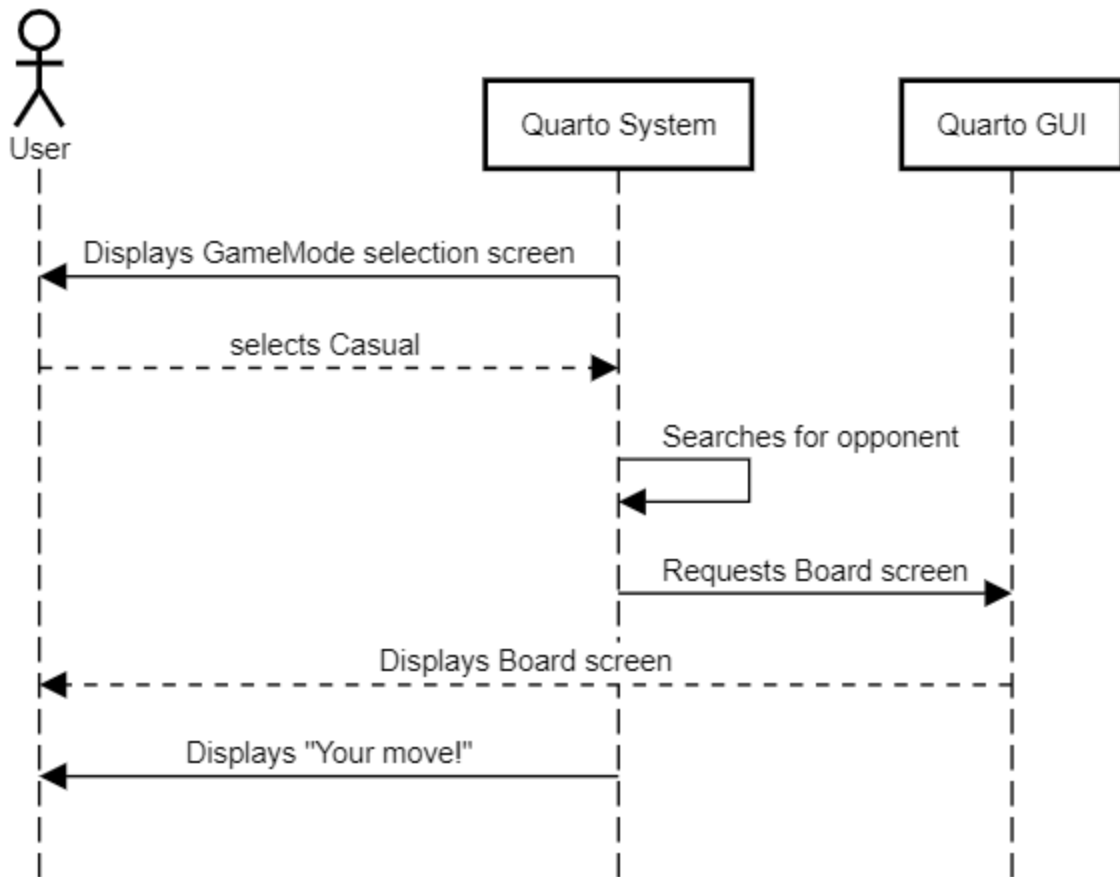 User
Quarto System
Quarto GUI
Displays GameMode selection screen
selects Casual
Searches for opponent
Requests Board screen
Displays Board screen
Displays "Your move!"